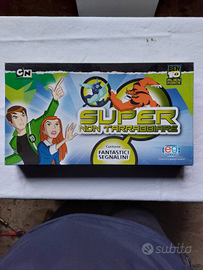 CN
BEN
10
SUPER
NON T'ARRABBIARE
Contiene
FANTASTICI
SEGNALINI
subito